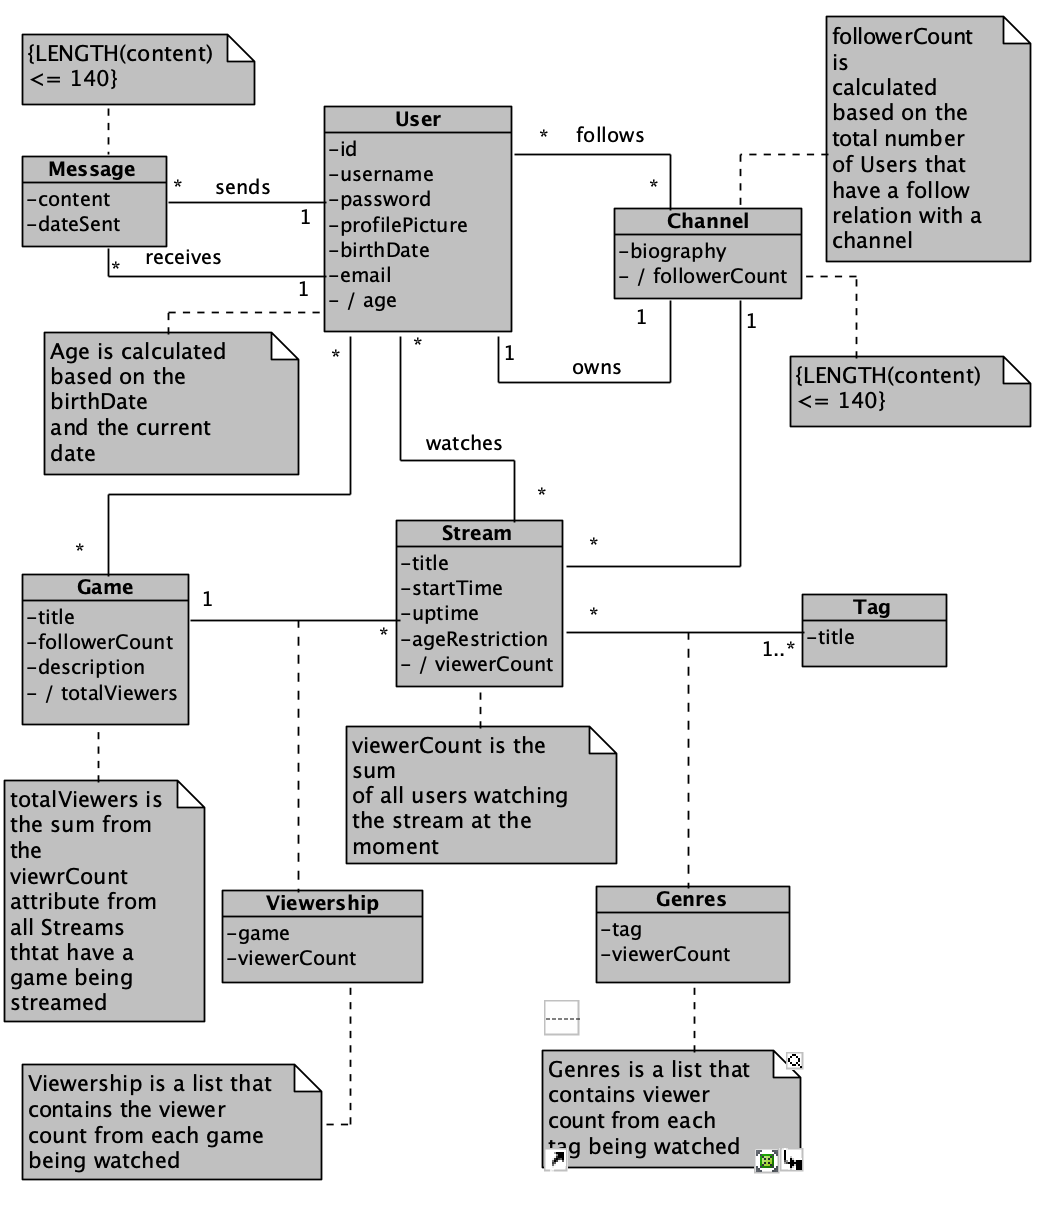 {LENGTH(content)
<= 140}
followerCount
is
calculated
based on the
total number
of Users that
have a follow
relation with a
channel
User
-id
-username
-password
-profilePicture
-birthDate
-email
- / age
* follows
*
Message
-content
-dateSent
* sends
1
receives
*
1
Channel
-biography
- / followerCount
1
1
{LENGTH(content)
<= 140}
Age is calculated
based on the
birthDate
and the current
date
*
*
1
owns
watches
*
*
*
Stream
-title
-startTime
-uptime
-ageRestriction
- / viewerCount
Game
-title
-followerCount
-description
- / totalViewers
1
*
*
1..*
Tag
-title
viewerCount is the
sum
of all users watching
the stream at the
moment
totalViewers is
the sum from
the
viewrCount
attribute from
all Streams
thtat have a
game being
streamed
Viewership
-game
-viewerCount
Genres
-tag
-viewerCount
Viewership is a list that
contains the viewer
count from each game
being watched
Genres is a list that
contains viewer
count from each
tag being watched